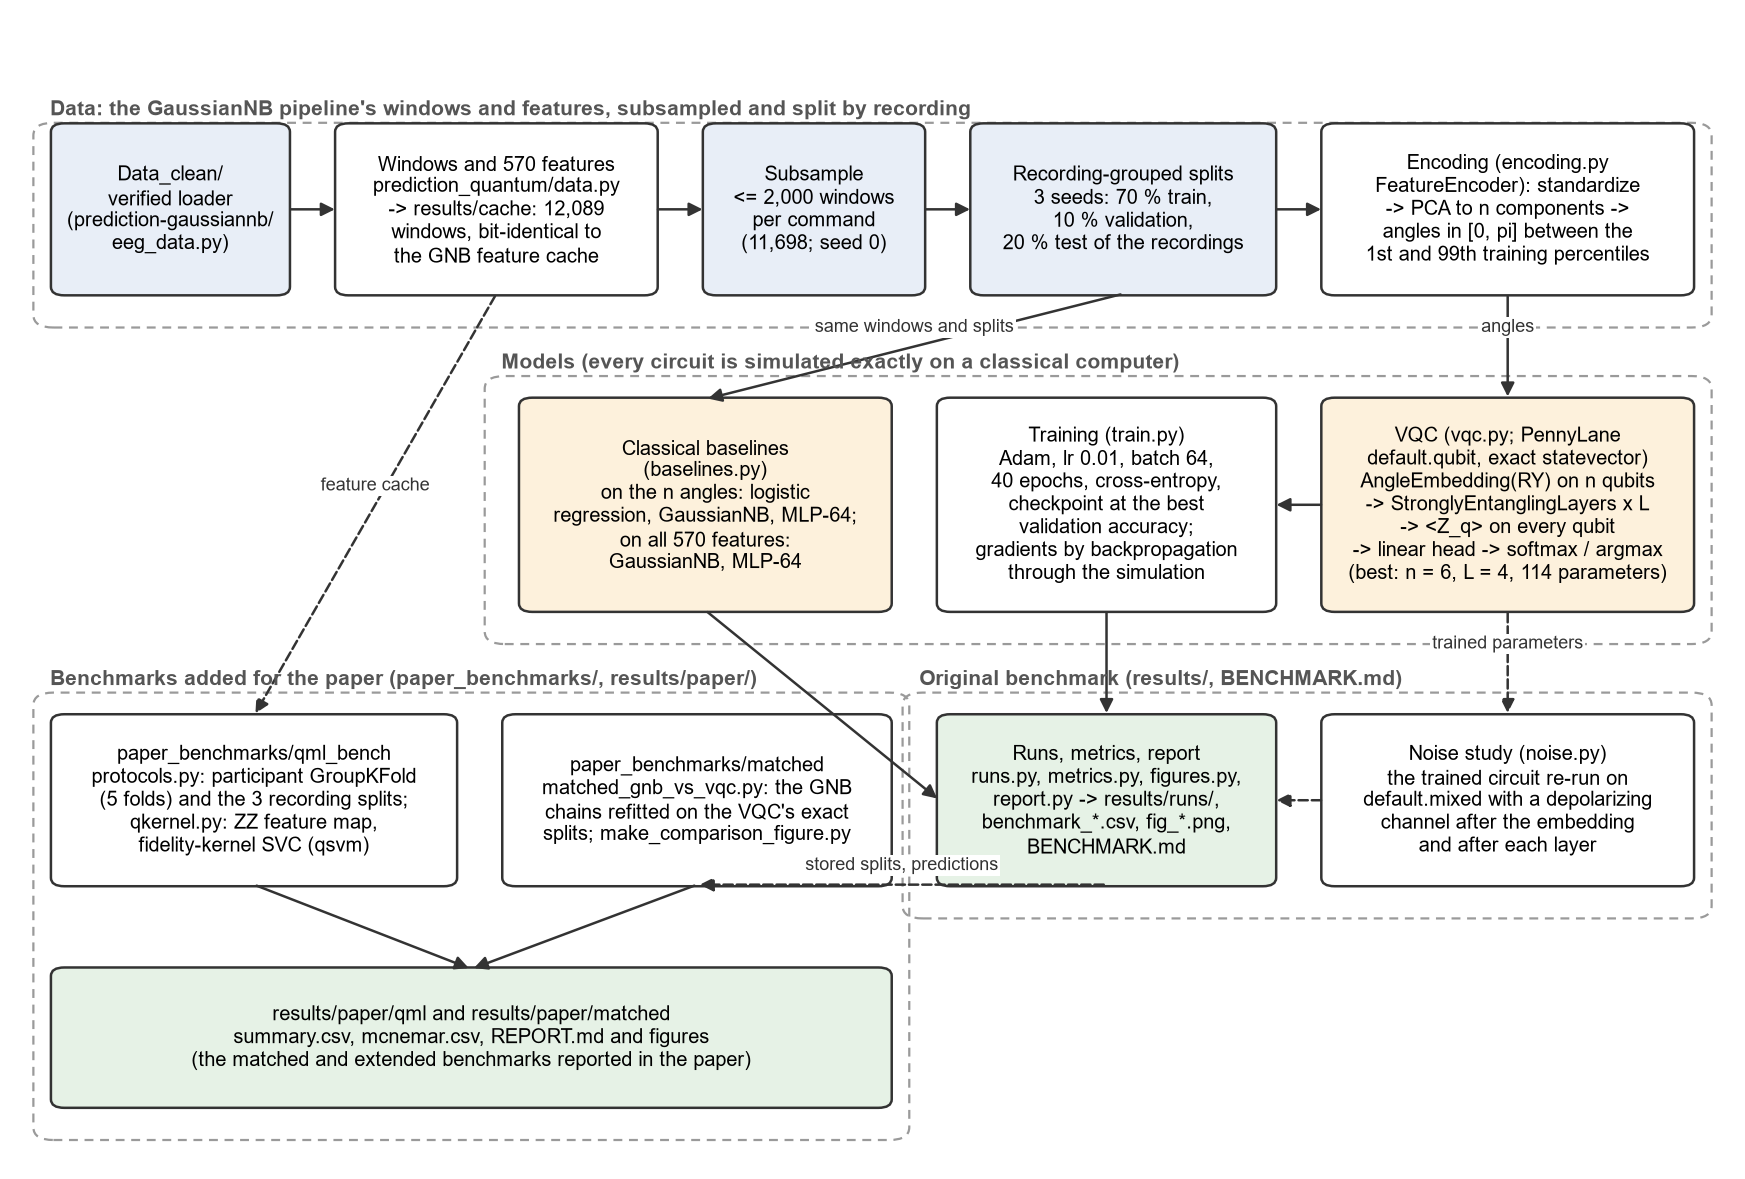 Data: the GaussianNB pipeline's windows and features, subsampled and split by recording
Data_clean/
verified loader
(prediction-gaussiannb/
eeg_data.py)
Windows and 570 features
prediction_quantum/data.py
-> results/cache: 12,089
windows, bit-identical to
the GNB feature cache
Subsample
<= 2,000 windows
per command
(11,698; seed 0)
Recording-grouped splits
3 seeds: 70 % train,
10 % validation,
20 % test of the recordings
Encoding (encoding.py
FeatureEncoder): standardize
-> PCA to n components ->
angles in [0, pi] between the
1st and 99th training percentiles
same windows and splits
angles
Models (every circuit is simulated exactly on a classical computer)
Classical baselines
(baselines.py)
on the n angles: logistic
regression, GaussianNB, MLP-64;
on all 570 features:
GaussianNB, MLP-64
Training (train.py)
Adam, lr 0.01, batch 64,
40 epochs, cross-entropy,
checkpoint at the best
validation accuracy;
gradients by backpropagation
through the simulation
VQC (vqc.py; PennyLane
default.qubit, exact statevector)
AngleEmbedding(RY) on n qubits
-> StronglyEntanglingLayers x L
-> <Z_q> on every qubit
-> linear head -> softmax / argmax
(best: n = 6, L = 4, 114 parameters)
feature cache
trained parameters
Benchmarks added for the paper (paper_benchmarks/, results/paper/)
Original benchmark (results/, BENCHMARK.md)
paper_benchmarks/qml_bench
protocols.py: participant GroupKFold
(5 folds) and the 3 recording splits;
qkernel.py: ZZ feature map,
fidelity-kernel SVC (qsvm)
paper_benchmarks/matched
matched_gnb_vs_vqc.py: the GNB
chains refitted on the VQC's exact
splits; make_comparison_figure.py
Runs, metrics, report
runs.py, metrics.py, figures.py,
report.py -> results/runs/,
benchmark_*.csv, fig_*.png,
BENCHMARK.md
Noise study (noise.py)
the trained circuit re-run on
default.mixed with a depolarizing
channel after the embedding
and after each layer
stored splits, predictions
results/paper/qml and results/paper/matched
summary.csv, mcnemar.csv, REPORT.md and figures
(the matched and extended benchmarks reported in the paper)